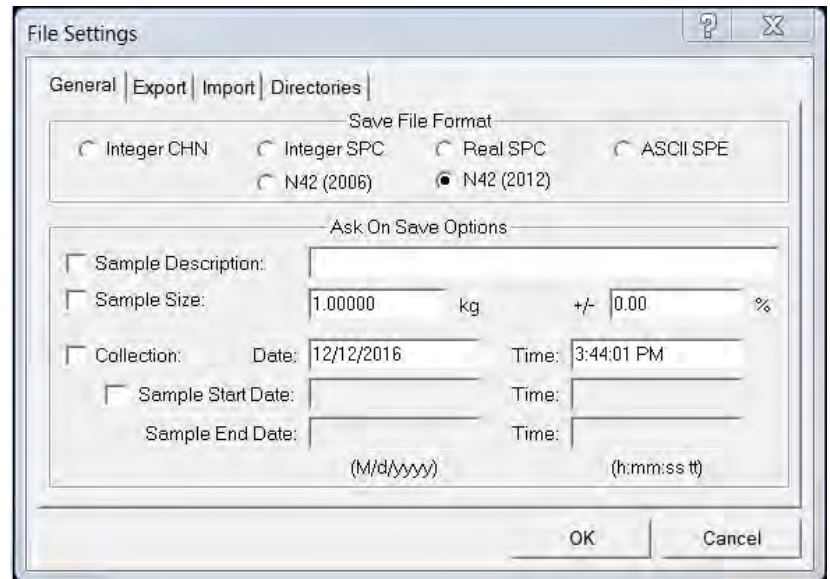 File Settings
General Export Import Directories
Save File Format
Integer CHN Integer SPC Real SPC ASCII SPE
N42 (2006) N42 (2012)
Ask On Save Options
Sample Description:
Sample Size: 1.00000 kg +/- 0.00 %
Collection: Date: 12/12/2016 Time: 3:44:01 PM
Sample Start Date: Time:
Sample End Date: Time:
(M/d/yyyy) (h:mm:ss tt)
OK Cancel